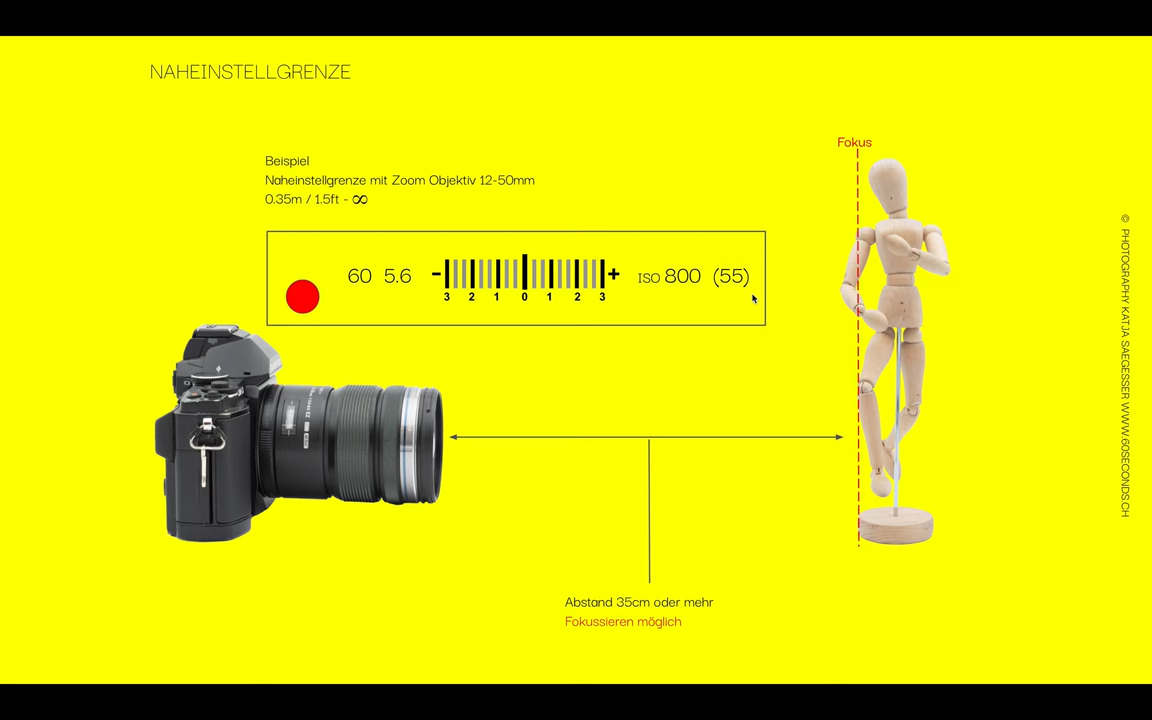 NAHEINSTELLGRENZE
Fokus
Beispiel
Naheinstellgrenze mit Zoom Objektiv 12-50mm
0.35m / 1.5ft - ∞
60 5.6 - + ISO 800 (55)
3 2 1 0 1 2 3
Abstand 35cm oder mehr
Fokussieren möglich
© PHOTOGRAPHY KATJA SAEGESSER WWW.60SECONDS.CH